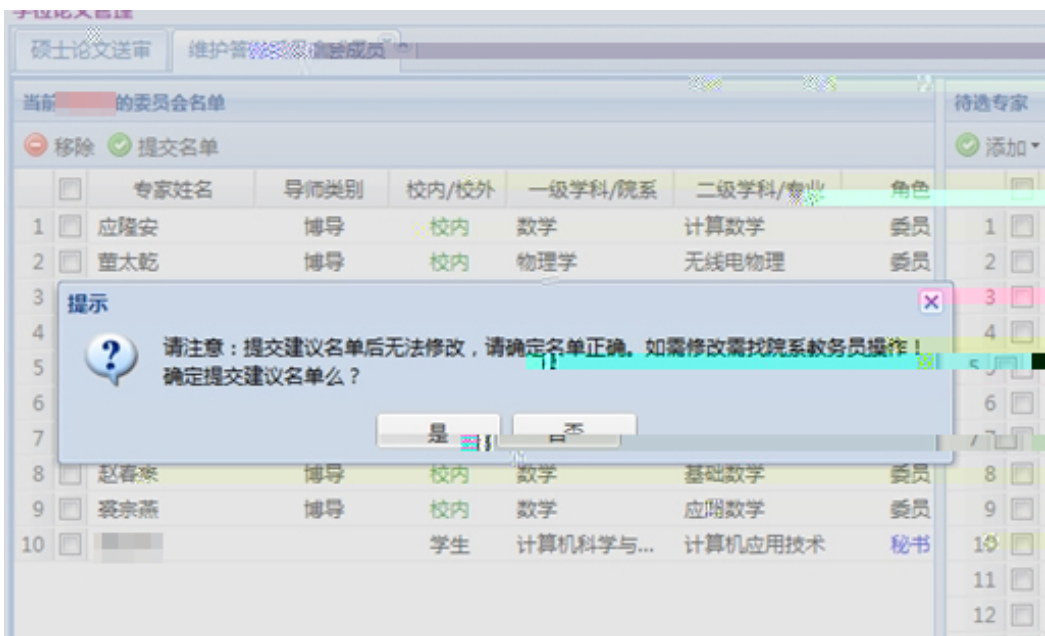 学位论文管理
硕士论文送审 维护答 会成员
当前 的委员会名单 待选专家
移除 提交名单 添加
专家姓名 导师类别 校内/校外 一级学科/院系 二级学科/专业 角色
1 应隆安 博导 校内 数学 计算数学 委员 1
2 董太乾 博导 校内 物理学 无线电物理 委员 2
3 提示 3
4 请注意：提交建议名单后无法修改，请确定名单正确。如需修改需找院系教务员操作！ 4
5 确定提交建议名单么？ 5
6 6
7 是 否 7
8 赵春来 博导 校内 数学 基础数学 委员 8
9 裘宗燕 博导 校内 数学 应用数学 委员 9
10 学生 计算机科学与... 计算机应用技术 秘书 10
11
12